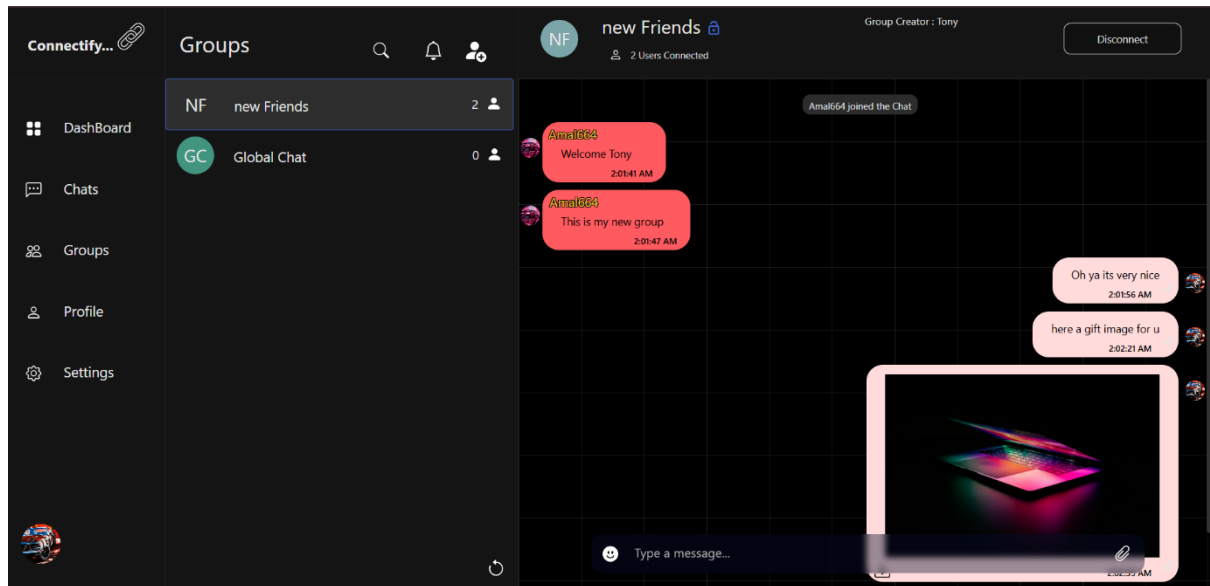 Connectify...
DashBoard
Chats
Groups
Profile
Settings
Groups
NF new Friends 2
GC Global Chat 0
NF
new Friends
2 Users Connected
Group Creator : Tony
Disconnect
Amal664 joined the Chat
Amal664
Welcome Tony
2:01:41 AM
Amal664
This is my new group
2:01:47 AM
Oh ya its very nice
2:01:56 AM
here a gift image for u
2:02:21 AM
Type a message...
AM